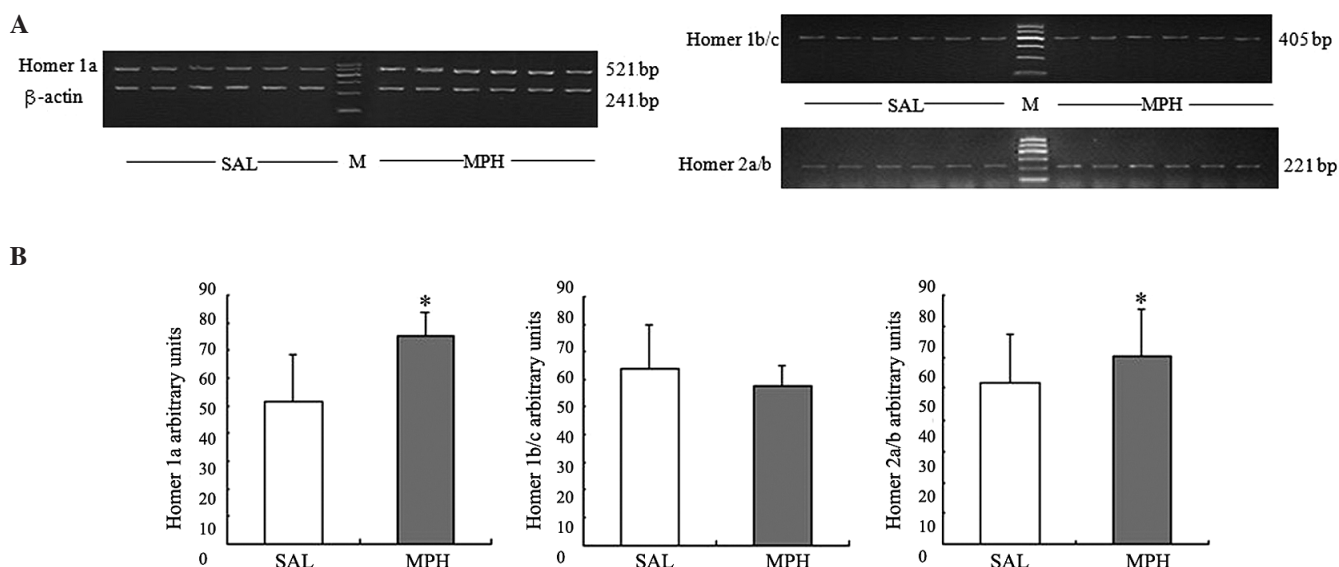 A
Homer 1a
β-actin
521 bp
241 bp
SAL
M
MPH
Homer 1b/c
405 bp
SAL
M
MPH
Homer 2a/b
221 bp
B
Homer 1a arbitrary units
90
80
70
60
50
40
30
20
10
0
*
SAL
MPH
Homer 1b/c arbitrary units
90
80
70
60
50
40
30
20
10
0
SAL
MPH
Homer 2a/b arbitrary units
90
80
70
60
50
40
30
20
10
0
*
SAL
MPH